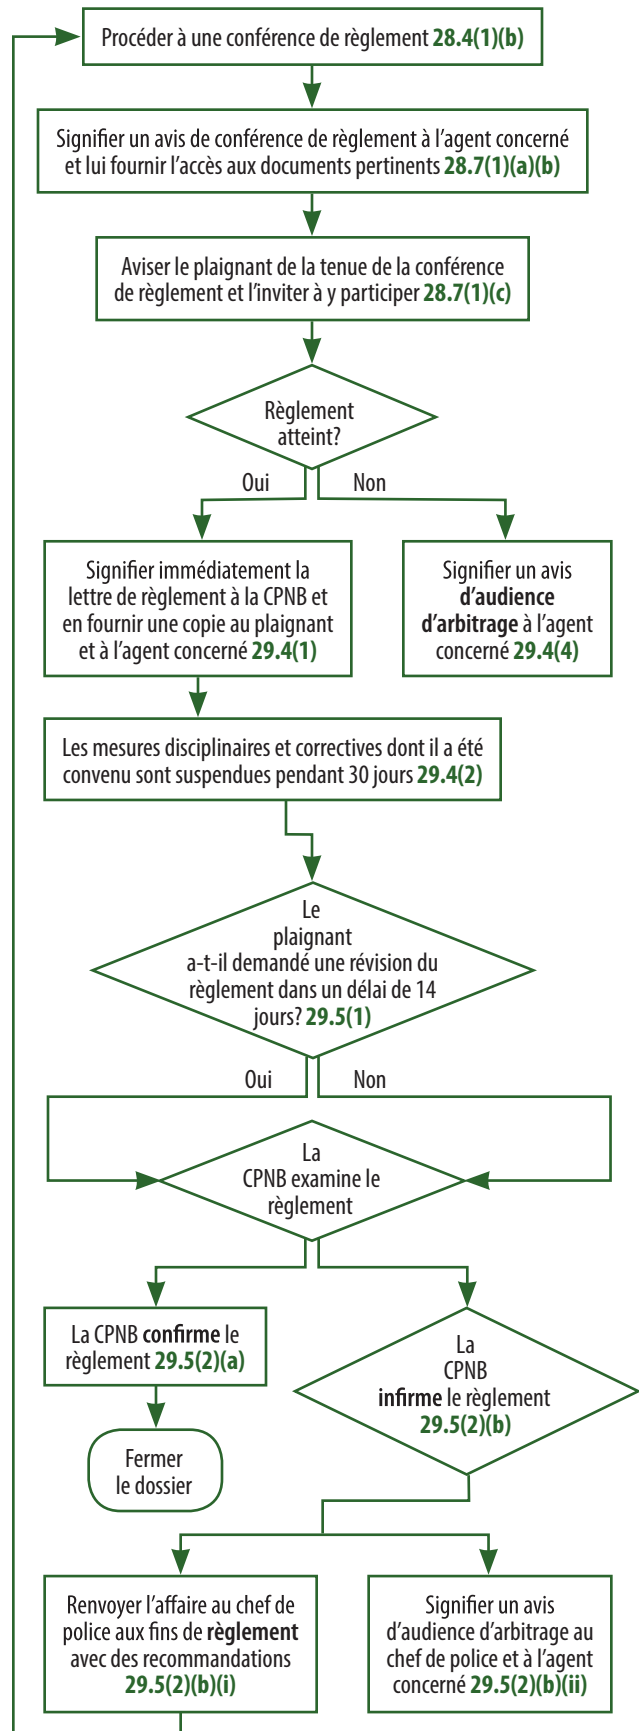 Procéder à une conférence de règlement 28.4(1)(b)
Signifier un avis de conférence de règlement à l'agent concerné
et lui fournir l'accès aux documents pertinents 28.7(1)(a)(b)
Aviser le plaignant de la tenue de la conférence
de règlement et l'inviter à y participer 28.7(1)(c)
Règlement
atteint?
Oui
Non
Signifier immédiatement la
lettre de règlement à la CPNB et
en fournir une copie au plaignant
et à l'agent concerné 29.4(1)
Signifier un avis
d'audience
d'arbitrage à l'agent
concerné 29.4(4)
Les mesures disciplinaires et correctives dont il a été
convenu sont suspendues pendant 30 jours 29.4(2)
Le
plaignant
a-t-il demandé une révision du
règlement dans un délai de 14
jours? 29.5(1)
Oui
Non
La
CPNB examine le
règlement
La CPNB confirme le
règlement 29.5(2)(a)
La
CPNB
infirme le règlement
29.5(2)(b)
Fermer
le dossier
Renvoyer l'affaire au chef de
police aux fins de règlement
avec des recommandations
29.5(2)(b)(i)
Signifier un avis
d'audience d'arbitrage au
chef de police et à l'agent
concerné 29.5(2)(b)(ii)